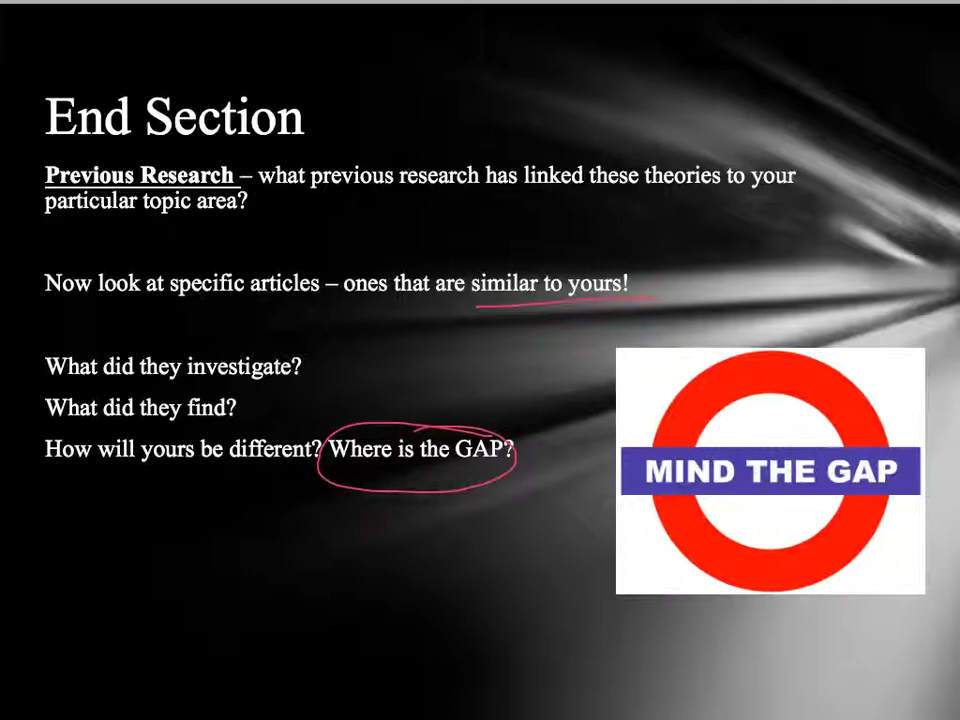 End Section
Previous Research – what previous research has linked these theories to your
particular topic area?
Now look at specific articles – ones that are similar to yours!
What did they investigate?
What did they find?
How will yours be different? Where is the GAP?
MIND THE GAP